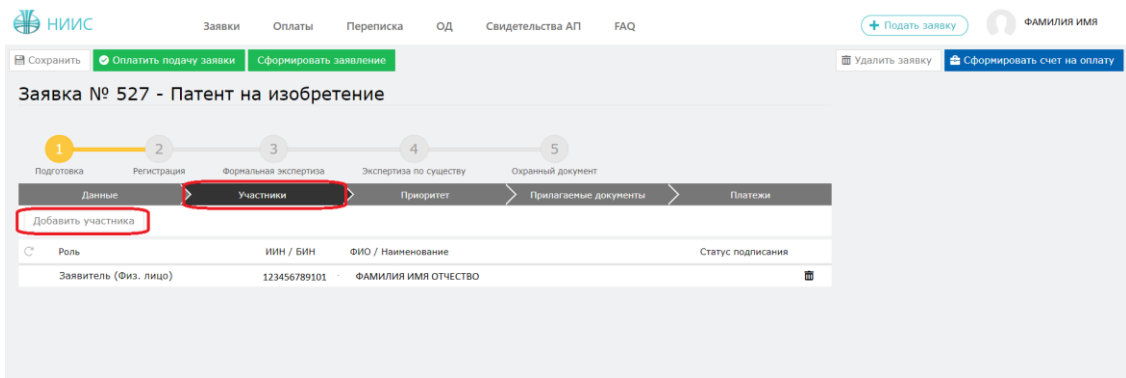 НИИС Заявки Оплаты Переписка ОД Свидетельства АП FAQ Подать заявку ФАМИЛИЯ ИМЯ
Сохранить Оплатить подачу заявки Сформировать заявление Удалить заявку Сформировать счет на оплату
Заявка № 527 - Патент на изобретение
1 2 3 4 5
Подготовка Регистрация Формальная экспертиза Экспертиза по существу Охранный документ
Данные Участники Приоритет Прилагаемые документы Платежи
Добавить участника
Роль ИИН / БИН ФИО / Наименование Статус подписания
Заявитель (Физ. лицо) 123456789101 ФАМИЛИЯ ИМЯ ОТЧЕСТВО